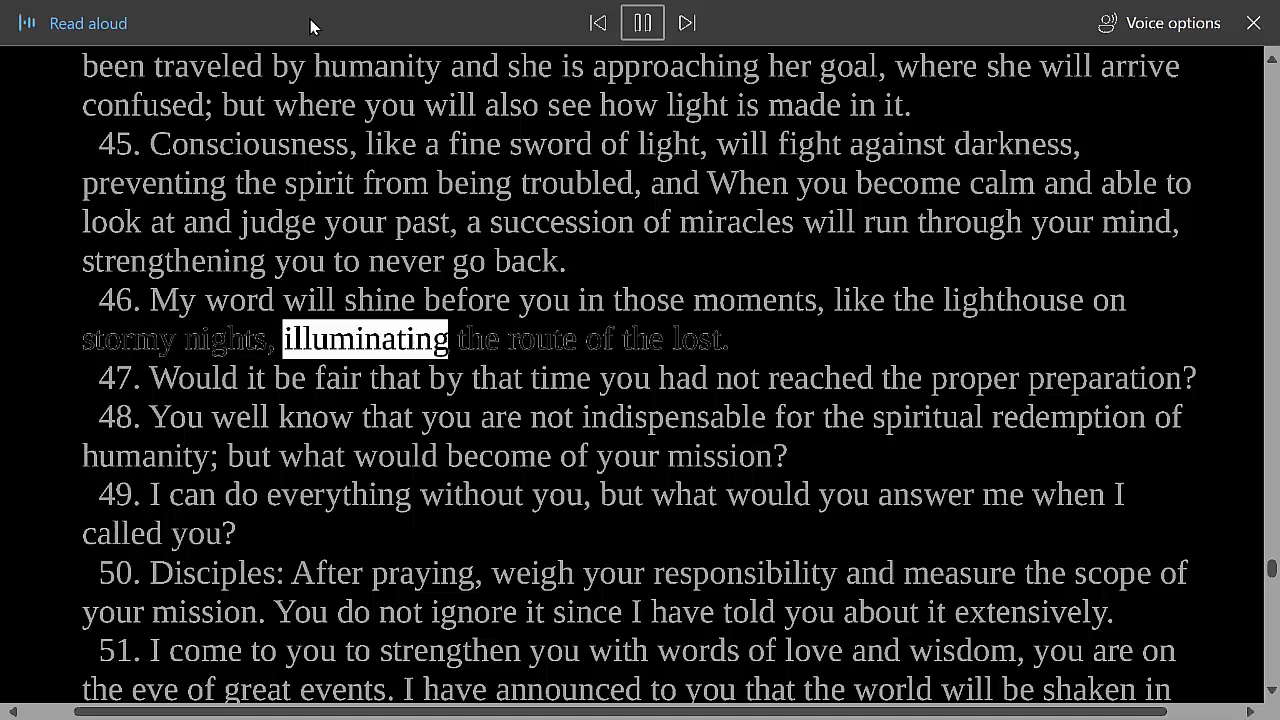 Read aloud
Voice options
been traveled by humanity and she is approaching her goal, where she will arrive
confused; but where you will also see how light is made in it.
45. Consciousness, like a fine sword of light, will fight against darkness,
preventing the spirit from being troubled, and When you become calm and able to
look at and judge your past, a succession of miracles will run through your mind,
strengthening you to never go back.
46. My word will shine before you in those moments, like the lighthouse on
stormy nights, illuminating the route of the lost.
47. Would it be fair that by that time you had not reached the proper preparation?
48. You well know that you are not indispensable for the spiritual redemption of
humanity; but what would become of your mission?
49. I can do everything without you, but what would you answer me when I
called you?
50. Disciples: After praying, weigh your responsibility and measure the scope of
your mission. You do not ignore it since I have told you about it extensively.
51. I come to you to strengthen you with words of love and wisdom, you are on
the eve of great events. I have announced to you that the world will be shaken in